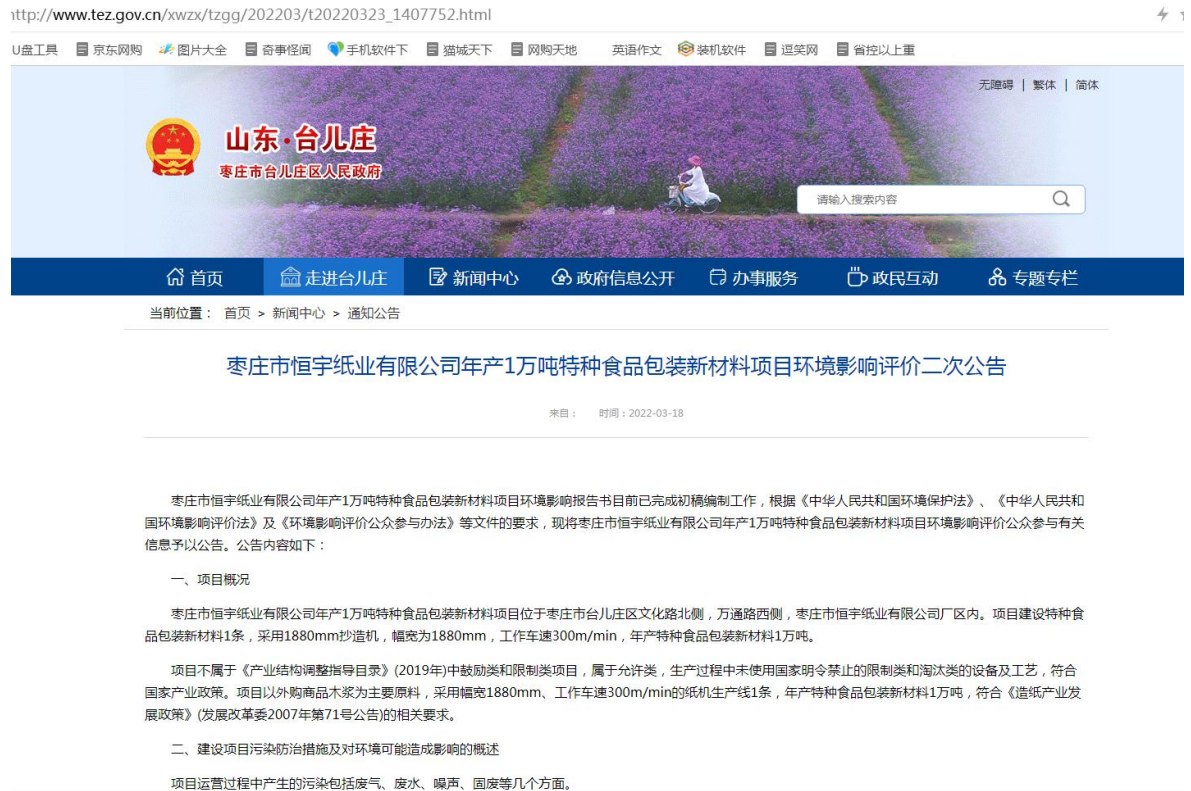 http://www.tez.gov.cn/xwzx/tzgg/202203/t20220323_1407752.html
U盘工具 京东网购 图片大全 奇事怪闻 手机软件下 猫城天下 网购天地 英语作文 装机软件 逗笑网 省控以上重
无障碍 | 繁体 | 简体
山东·台儿庄
枣庄市台儿庄区人民政府
请输入搜索内容
首页 走进台儿庄 新闻中心 政府信息公开 办事服务 政民互动 专题专栏
当前位置： 首页 > 新闻中心 > 通知公告
枣庄市恒宇纸业有限公司年产1万吨特种食品包装新材料项目环境影响评价二次公告
来自： 时间：2022-03-18
枣庄市恒宇纸业有限公司年产1万吨特种食品包装新材料项目环境影响报告书目前已完成初稿编制工作，根据《中华人民共和国环境保护法》、《中华人民共和
国环境影响评价法》及《环境影响评价公众参与办法》等文件的要求，现将枣庄市恒宇纸业有限公司年产1万吨特种食品包装新材料项目环境影响评价公众参与有关
信息予以公告。公告内容如下：
一、项目概况
枣庄市恒宇纸业有限公司年产1万吨特种食品包装新材料项目位于枣庄市台儿庄区文化路北侧，万通路西侧，枣庄市恒宇纸业有限公司厂区内。项目建设特种食
品包装新材料1条，采用1880mm抄造机，幅宽为1880mm，工作车速300m/min，年产特种食品包装新材料1万吨。
项目不属于《产业结构调整指导目录》(2019年)中鼓励类和限制类项目，属于允许类，生产过程中未使用国家明令禁止的限制类和淘汰类的设备及工艺，符合
国家产业政策。项目以外购商品木浆为主要原料，采用幅宽1880mm、工作车速300m/min的纸机生产线1条，年产特种食品包装新材料1万吨，符合《造纸产业发
展政策》(发展改革委2007年第71号公告)的相关要求。
二、建设项目污染防治措施及对环境可能造成影响的概述
项目运营过程中产生的污染包括废气、废水、噪声、固废等几个方面。